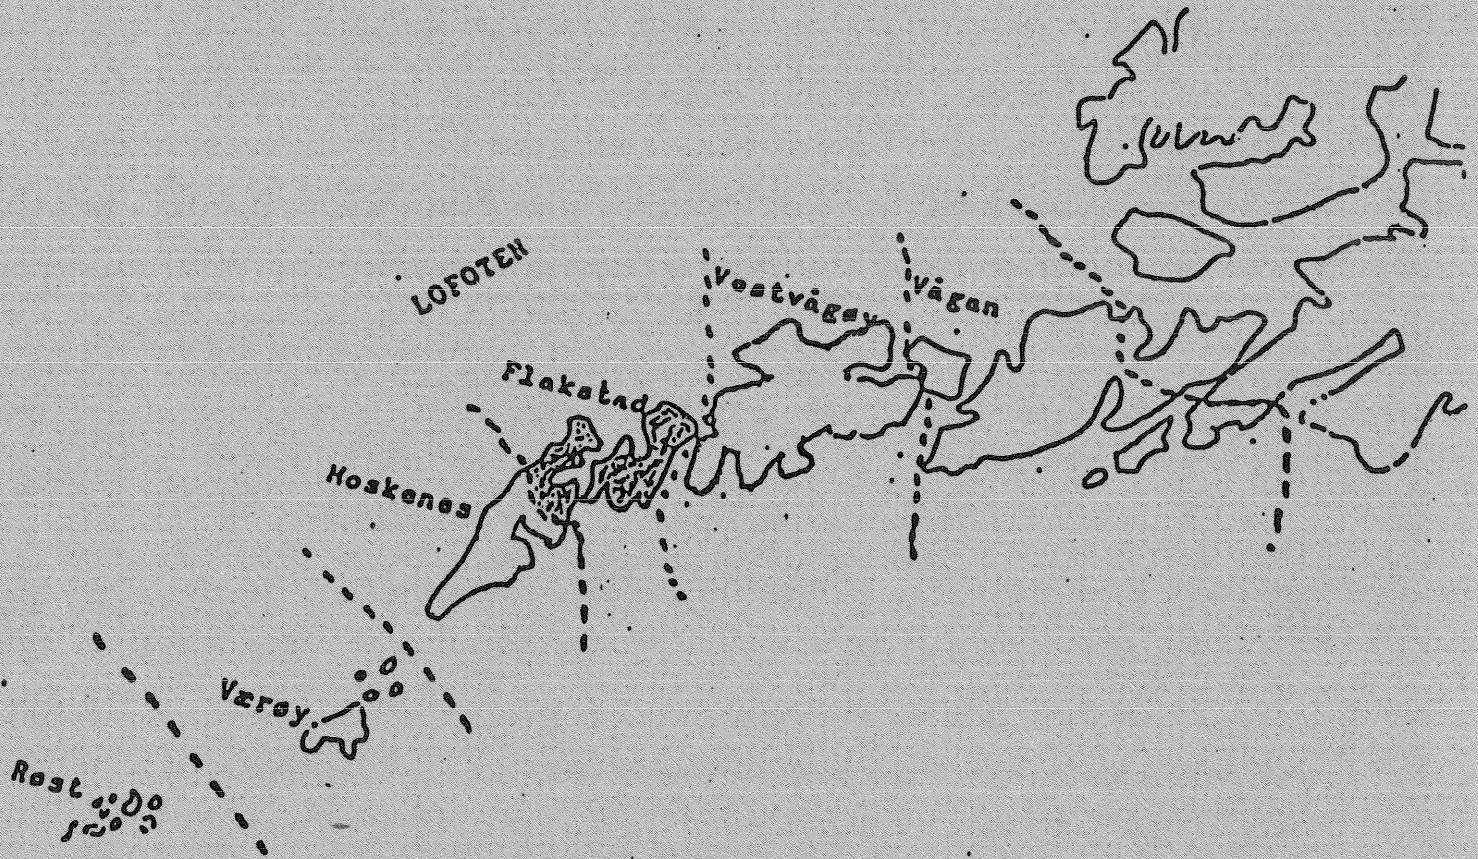 LOFOTEN
Vestvågøy
Vågan
Flakstad
Moskenes
Værøy
Røst